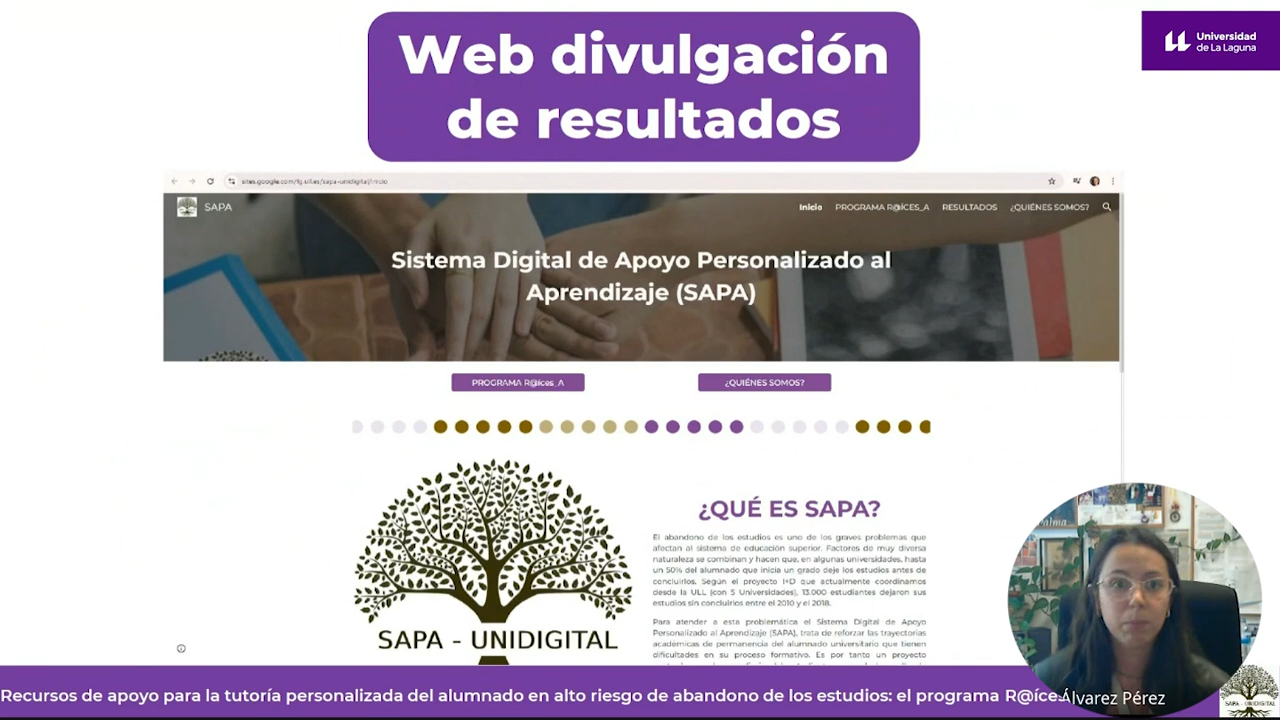 Web divulgación
de resultados
Universidad
de La Laguna
SAPA
Inicio PROGRAMA R@ÍCES_A RESULTADOS ¿QUIÉNES SOMOS?
Sistema Digital de Apoyo Personalizado al
Aprendizaje (SAPA)
PROGRAMA R@íces_A ¿QUIÉNES SOMOS?
SAPA - UNIDIGITAL
¿QUÉ ES SAPA?
El abandono de los estudios es uno de los graves problemas que
afectan al sistema de educación superior. Factores de muy diversa
naturaleza se combinan y hacen que, en algunas universidades, hasta
un 50% del alumnado que inicia un grado deje los estudios antes de
concluirlos. Según el proyecto I+D que actualmente coordinamos
desde la ULL (con 5 Universidades), 13.000 estudiantes dejaron sus
estudios sin concluirlos entre el 2010 y el 2018.
Para atender a esta problemática el Sistema Digital de Apoyo
Personalizado al Aprendizaje (SAPA), trata de reforzar las trayectorias
académicas de permanencia del alumnado universitario que tienen
dificultades en su proceso formativo. Es por tanto un proyecto
Recursos de apoyo para la tutoría personalizada del alumnado en alto riesgo de abandono de los estudios: el programa R@íces
Álvarez Pérez
SAPA - UNIDIGITAL